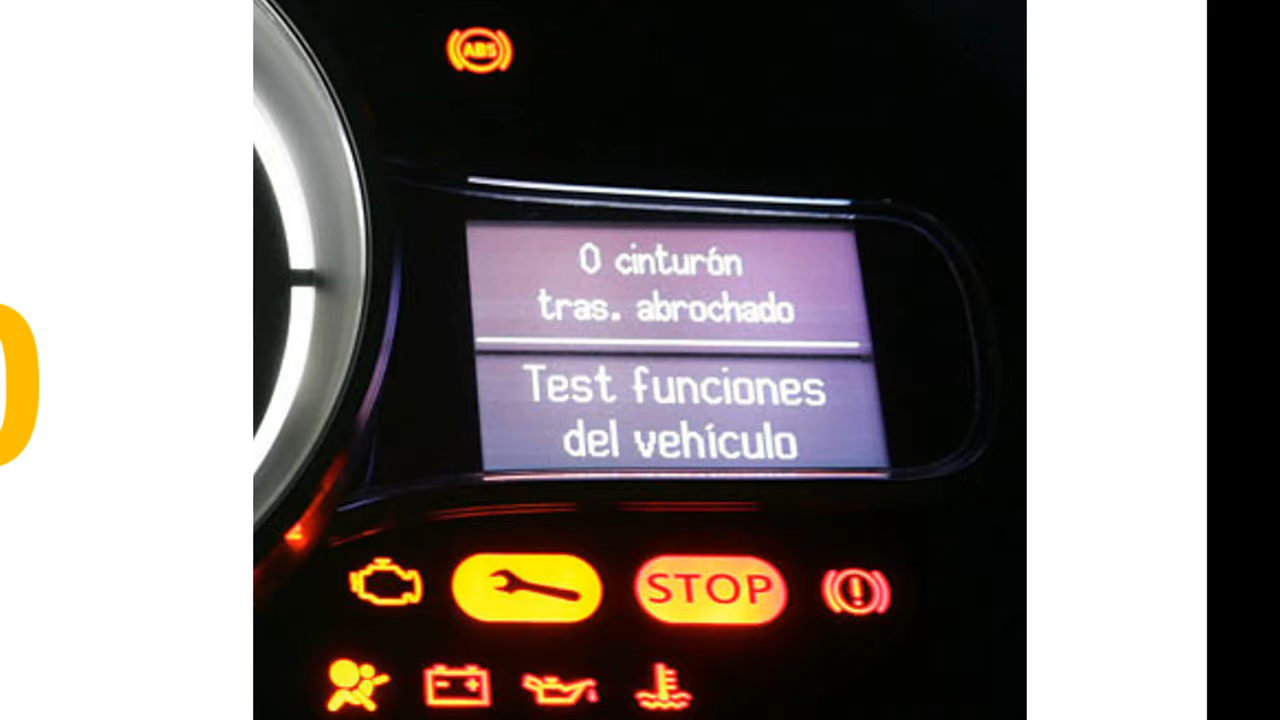 ABS
0 cinturón
tras. abrochado
Test funciones
del vehículo
STOP